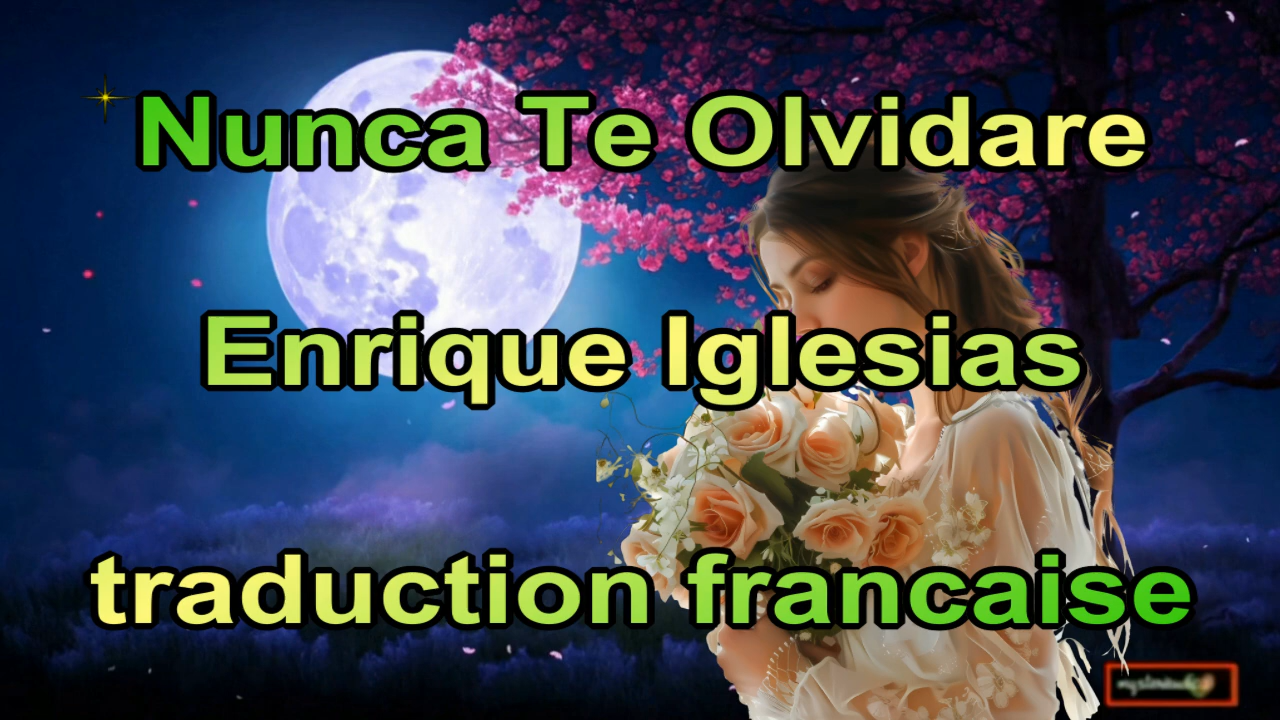 Nunca Te Olvidare
Enrique Iglesias
traduction francaise